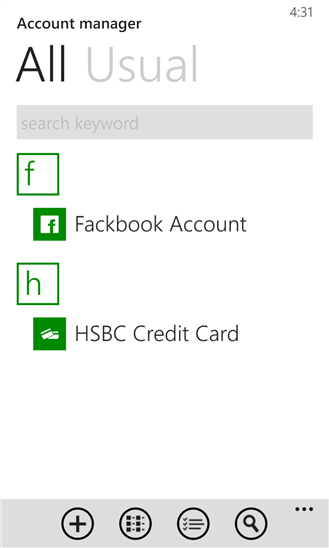 4:31
Account manager
All Usual
search keyword
f
Fackbook Account
h
HSBC Credit Card